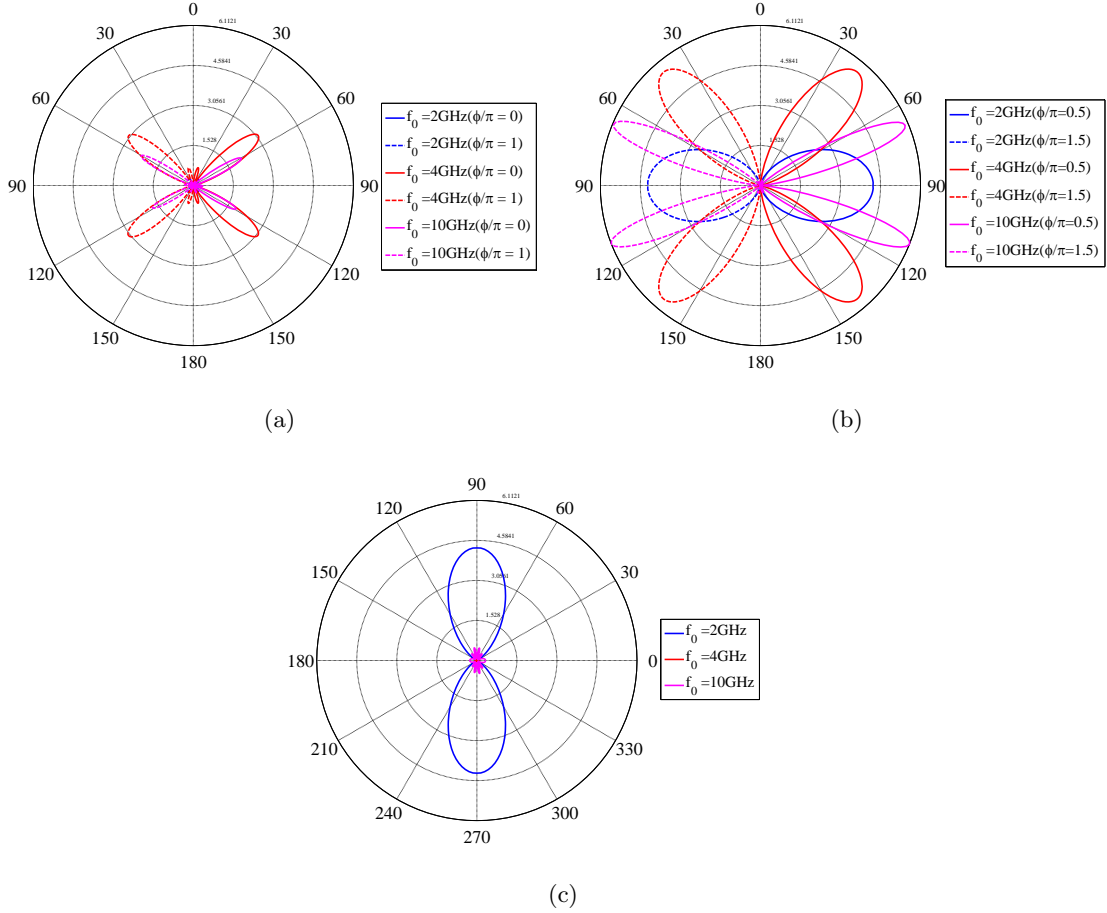 0
30
30
60
60
90
90
120
120
150
150
180
6.1121
4.5841
3.0561
1.528
f0 =2GHz(ϕ/π = 0)
f0 =2GHz(ϕ/π = 1)
f0 =4GHz(ϕ/π = 0)
f0 =4GHz(ϕ/π = 1)
f0 =10GHz(ϕ/π = 0)
f0 =10GHz(ϕ/π = 1)
(a)
0
30
30
60
60
90
90
120
120
150
150
180
6.1121
4.5841
3.0561
1.528
f0 =2GHz(ϕ/π=0.5)
f0 =2GHz(ϕ/π=1.5)
f0 =4GHz(ϕ/π=0.5)
f0 =4GHz(ϕ/π=1.5)
f0 =10GHz(ϕ/π=0.5)
f0 =10GHz(ϕ/π=1.5)
(b)
90
120
60
150
30
180
0
210
330
240
300
270
6.1121
4.5841
3.0561
1.528
f0 =2GHz
f0 =4GHz
f0 =10GHz
(c)